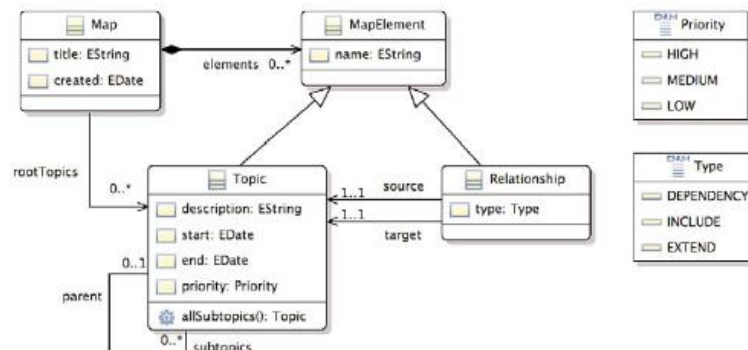 Map
title: EString
created: EDate
MapElement
name: EString
elements 0..*
ENUM Priority
HIGH
MEDIUM
LOW
rootTopics
0..*
Topic
description: EString
start: EDate
end: EDate
priority: Priority
allSubtopics(): Topic
1..1 source
1..1
target
Relationship
type: Type
ENUM Type
DEPENDENCY
INCLUDE
EXTEND
0..1
parent
0..*
subtopics